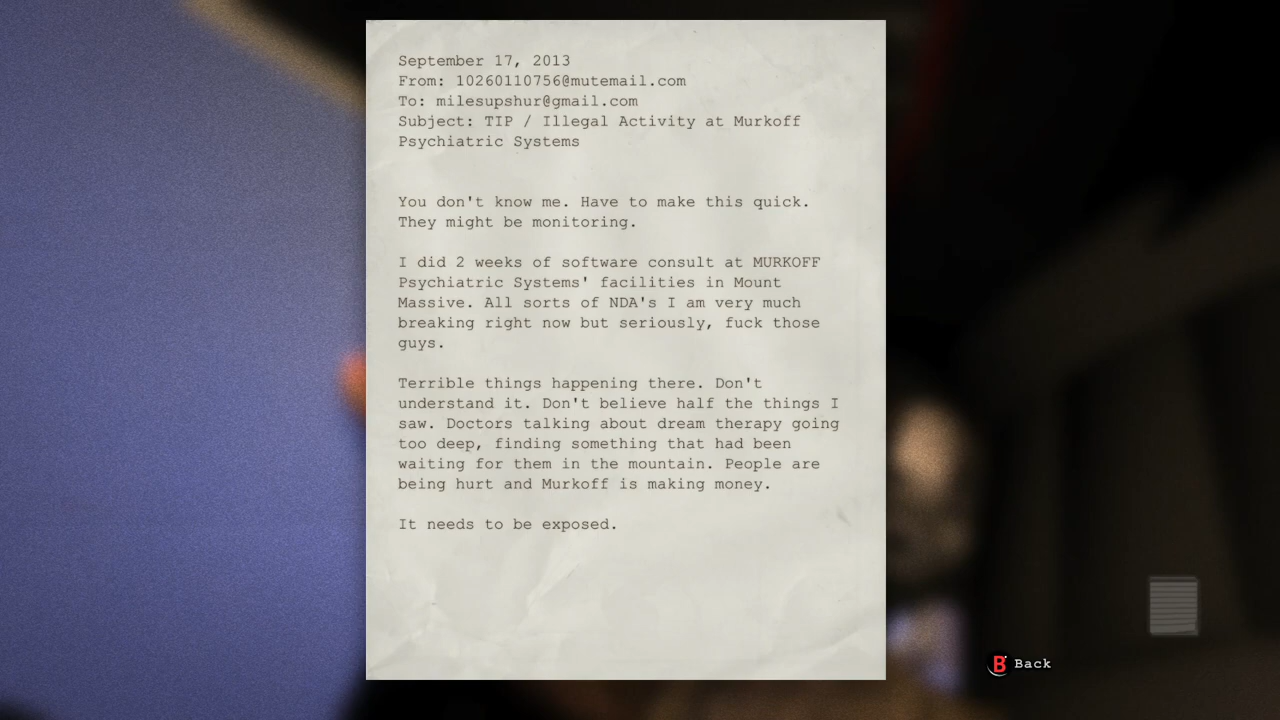 September 17, 2013
From: 10260110756@mutemail.com
To: milesupshur@gmail.com
Subject: TIP / Illegal Activity at Murkoff
Psychiatric Systems
You don't know me. Have to make this quick.
They might be monitoring.
I did 2 weeks of software consult at MURKOFF
Psychiatric Systems' facilities in Mount
Massive. All sorts of NDA's I am very much
breaking right now but seriously, fuck those
guys.
Terrible things happening there. Don't
understand it. Don't believe half the things I
saw. Doctors talking about dream therapy going
too deep, finding something that had been
waiting for them in the mountain. People are
being hurt and Murkoff is making money.
It needs to be exposed.
B Back